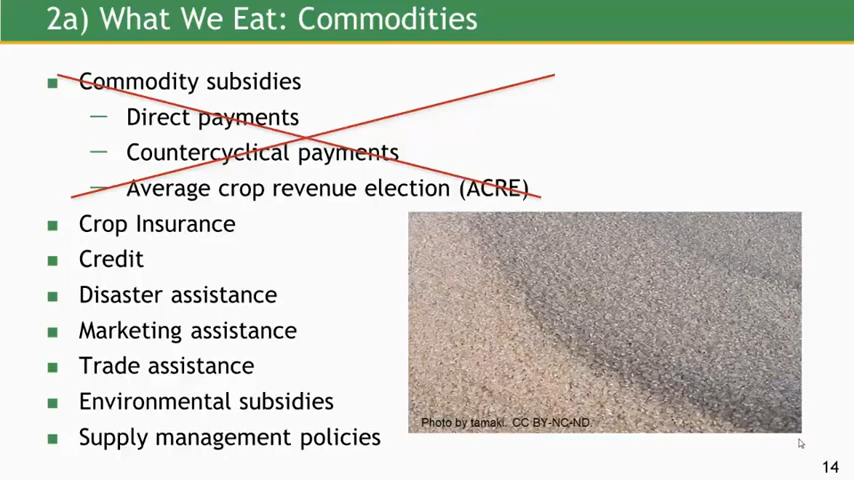 2a) What We Eat: Commodities
Commodity subsidies
Direct payments
Countercyclical payments
Average crop revenue election (ACRE)
Crop Insurance
Credit
Disaster assistance
Marketing assistance
Trade assistance
Environmental subsidies
Supply management policies
Photo by tamaki. CC BY-NC-ND.
14